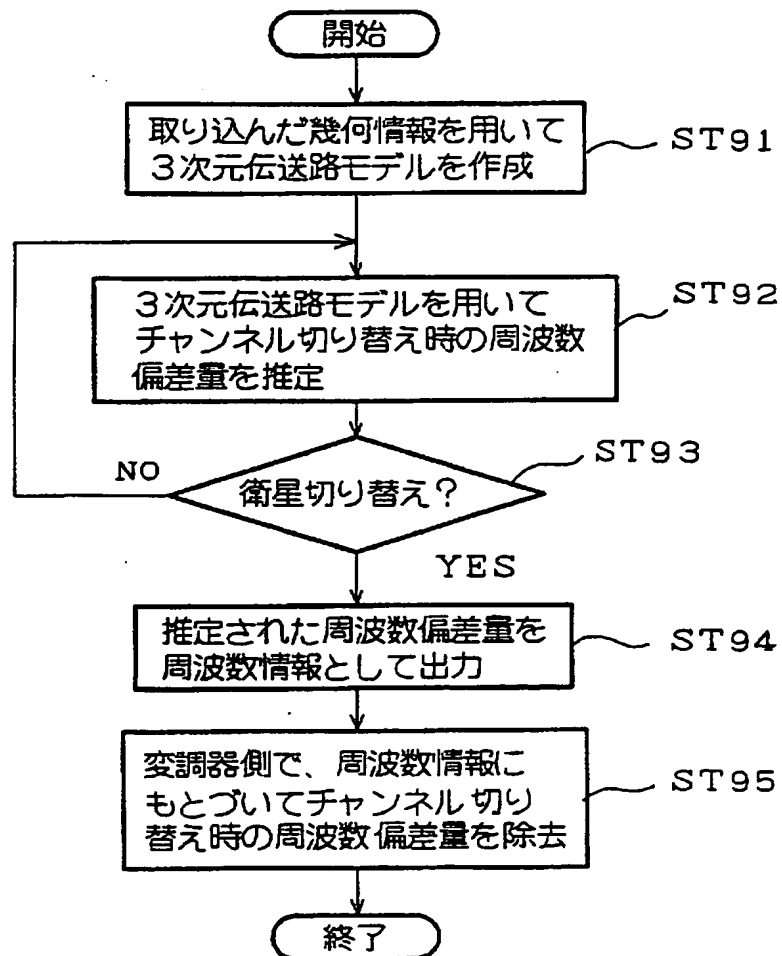 開始
取り込んだ幾何情報を用いて
3次元伝送路モデルを作成
ST91
3次元伝送路モデルを用いて
チャンネル切り替え時の周波数
偏差量を推定
ST92
衛星切り替え?
ST93
NO
YES
推定された周波数偏差量を
周波数情報として出力
ST94
変調器側で、周波数情報に
もとづいてチャンネル切り
替え時の周波数偏差量を除去
ST95
終了